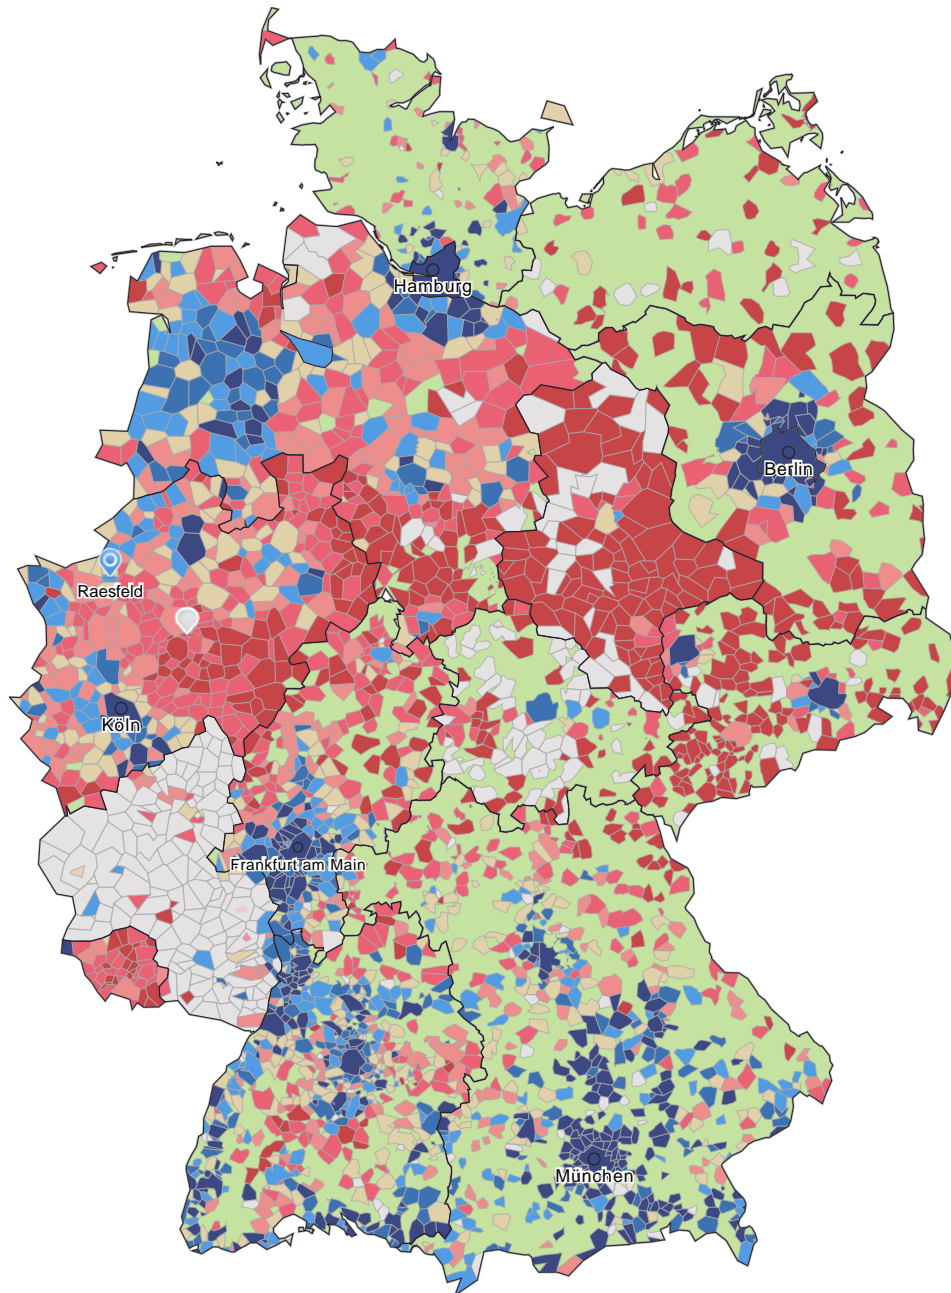 Hamburg
Berlin
Raesfeld
Köln
Frankfurt am Main
München